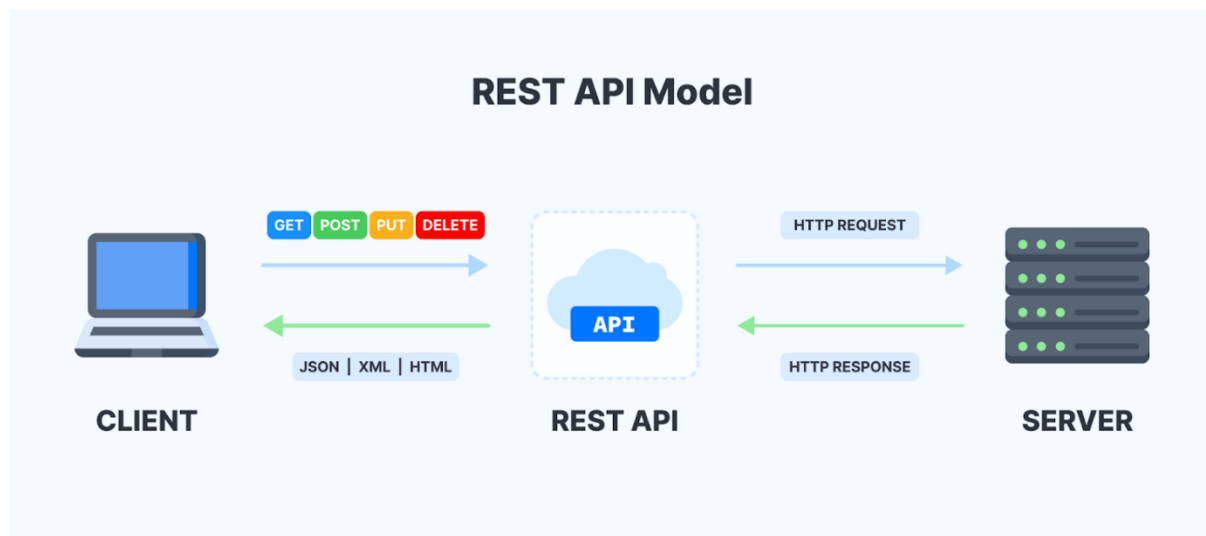 REST API Model
GET POST PUT DELETE
HTTP REQUEST
API
JSON | XML | HTML
HTTP RESPONSE
CLIENT
REST API
SERVER